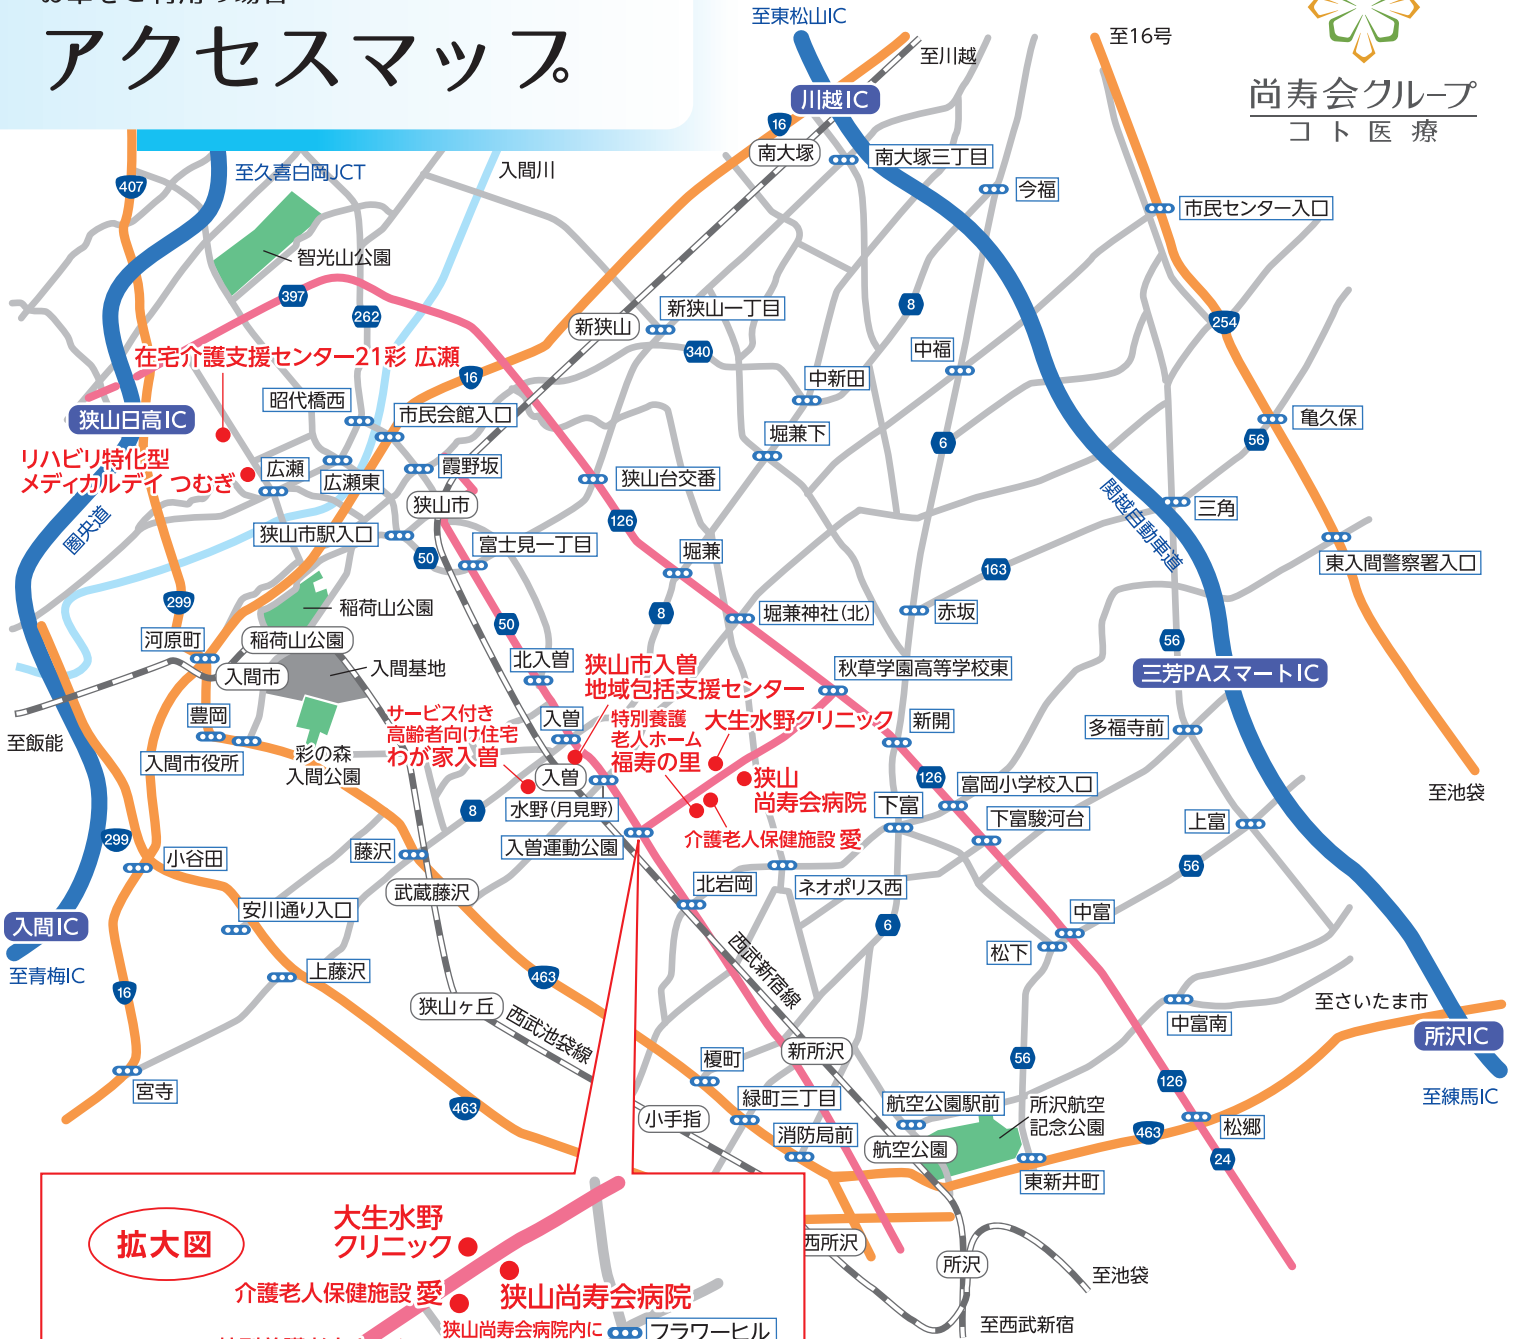 アクセスマップ
至東松山IC
至川越
至16号
川越IC
16
尚寿会グループ
コト医療
南大塚
南大塚三丁目
407
至久喜白岡JCT
入間川
今福
市民センター入口
智光山公園
397
262
新狭山一丁目
新狭山
8
254
340
中福
在宅介護支援センター21彩 広瀬
16
中新田
昭代橋西
市民会館入口
狭山日高IC
堀兼下
6
亀久保
56
リハビリ特化型
メディカルデイ つむぎ
広瀬
広瀬東
霞野坂
狭山台交番
狭山市
関越自動車道
三角
圏央道
狭山市駅入口
126
50
富士見一丁目
堀兼
163
東入間警察署入口
299
稲荷山公園
50
8
堀兼神社(北)
赤坂
河原町
稲荷山公園
56
入間市
入間基地
北入曽
狭山市入曽
地域包括支援センター
秋草学園高等学校東
三芳PAスマートIC
豊岡
サービス付き
高齢者向け住宅
わが家入曽
入曽
特別養護
老人ホーム
福寿の里
大生水野クリニック
新開
多福寺前
至飯能
入間市役所
彩の森
入間公園
入曽
狭山
尚寿会病院
126
富岡小学校入口
至池袋
8
水野(月見野)
下富
下富駿河台
上富
299
小谷田
藤沢
入曽運動公園
介護老人保健施設 愛
56
武蔵藤沢
北岩岡
ネオポリス西
入間IC
安川通り入口
6
中富
松下
至青梅IC
上藤沢
463
西武新宿線
16
狭山ヶ丘
西武池袋線
至さいたま市
中富南
所沢IC
宮寺
榎町
新所沢
56
126
至練馬IC
463
小手指
緑町三丁目
航空公園駅前
所沢航空
記念公園
消防局前
航空公園
463
松郷
24
東新井町
拡大図
大生水野
クリニック
西所沢
所沢
至池袋
介護老人保健施設 愛
狭山尚寿会病院
狭山尚寿会病院内に
フラワーヒル
至西武新宿